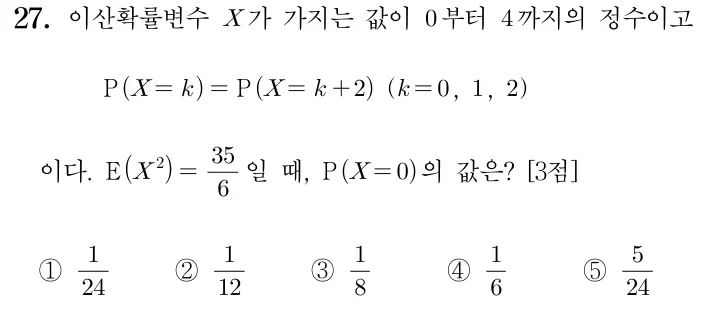 27. 이산확률변수 X가 가지는 값이 0부터 4까지의 정수이고
P(X=k)=P(X=k+2) (k=0, 1, 2)
이다. E(X²)=35/6 일 때, P(X=0)의 값은? [3점]
① 1/24 ② 1/12 ③ 1/8 ④ 1/6 ⑤ 5/24